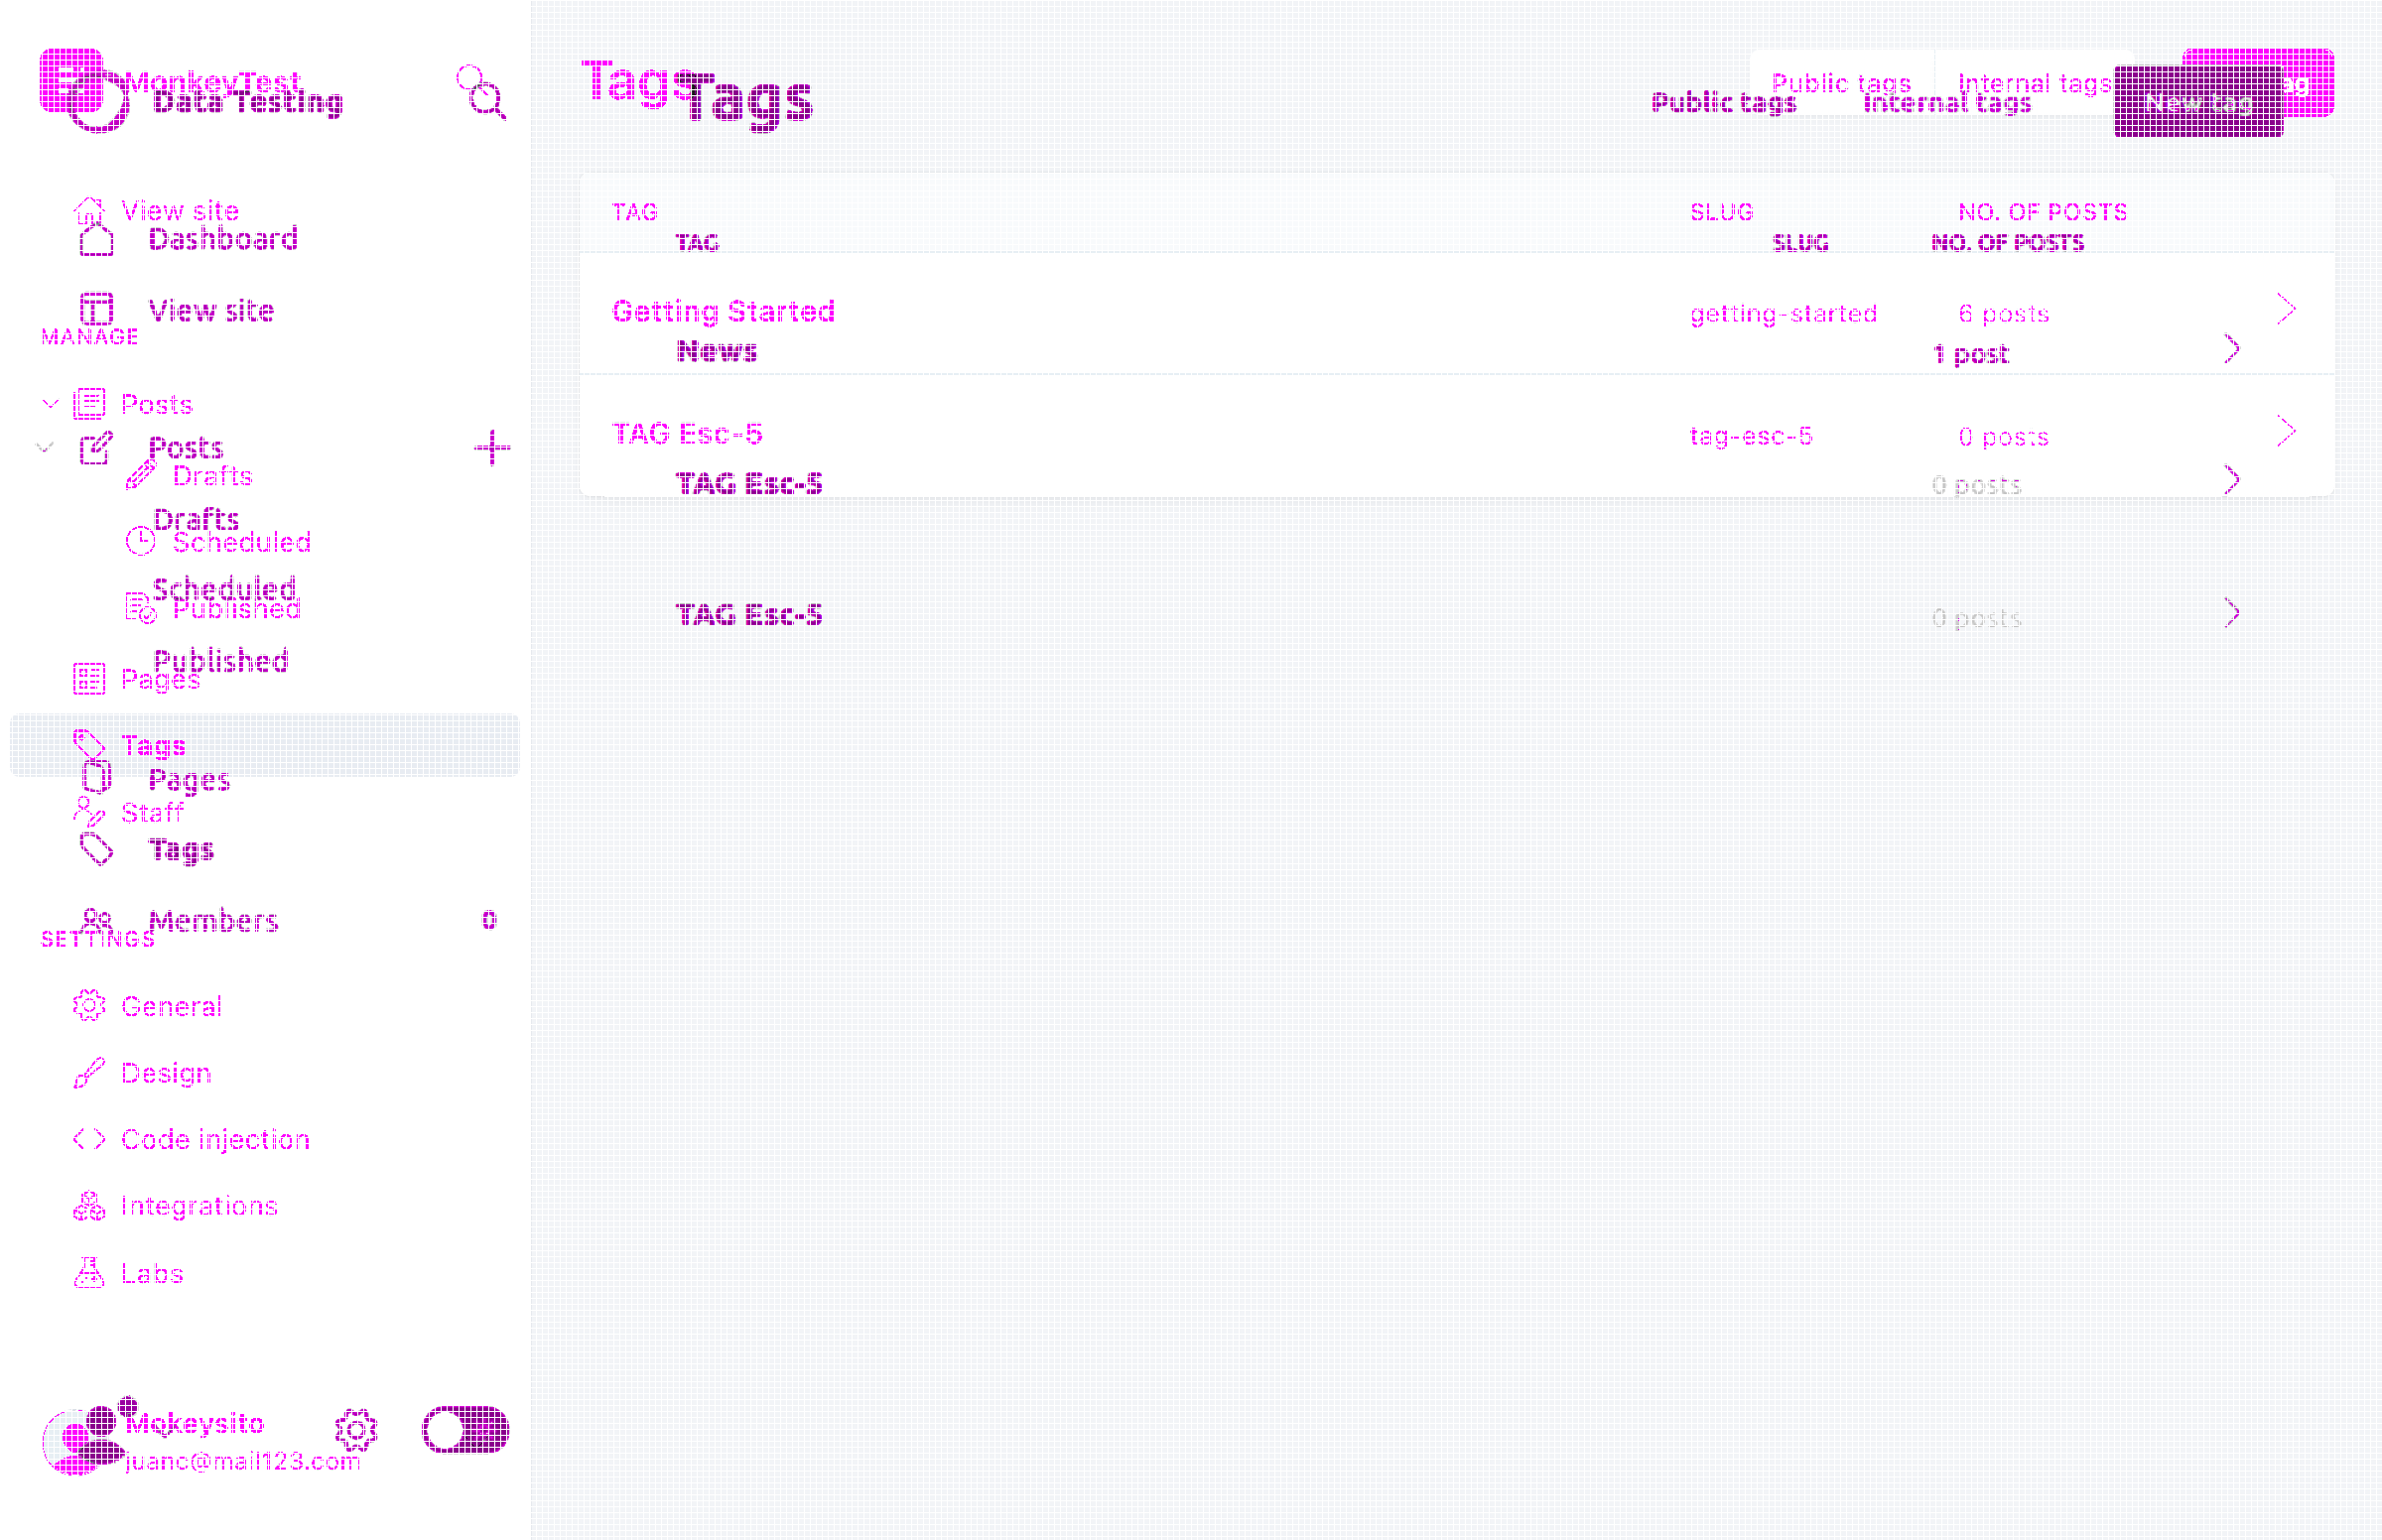 MonkeyTest
Data Testing
Tags
Tags
Public tags
Internal tags
Public tags
Internal tags
New tag
ag
View site
Dashboard
View site
MANAGE
Posts
Posts
Drafts
Drafts
Scheduled
Scheduled
Published
Published
Pages
Tags
Pages
Staff
Tags
Members 0
SETTINGS
General
Design
Code injection
Integrations
Labs
Mokeysito
juanc@mail123.com
TAG SLUG NO. OF POSTS
TAG SLUG NO. OF POSTS
Getting Started getting-started 6 posts
News 1 post
TAG Esc-5 tag-esc-5 0 posts
TAG Esc-5 0 posts
TAG Esc-5 0 posts